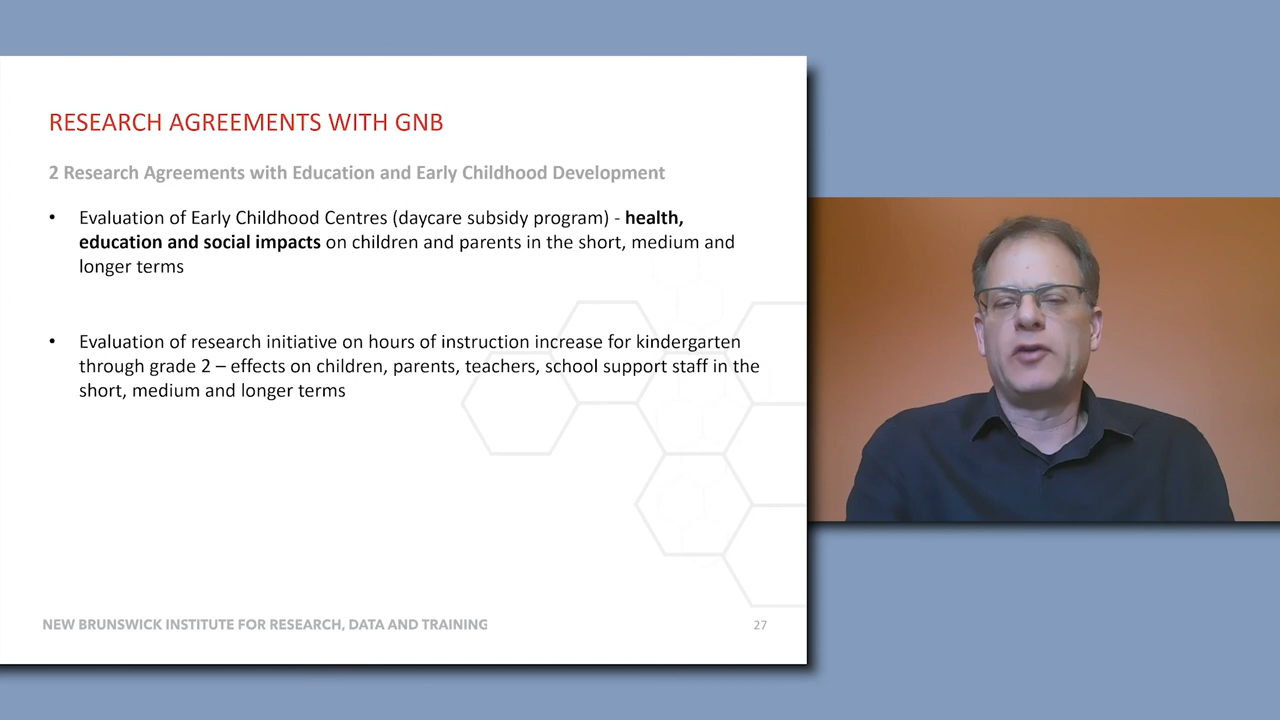 RESEARCH AGREEMENTS WITH GNB
2 Research Agreements with Education and Early Childhood Development
• Evaluation of Early Childhood Centres (daycare subsidy program) - health,
education and social impacts on children and parents in the short, medium and
longer terms
• Evaluation of research initiative on hours of instruction increase for kindergarten
through grade 2 – effects on children, parents, teachers, school support staff in the
short, medium and longer terms
NEW BRUNSWICK INSTITUTE FOR RESEARCH, DATA AND TRAINING
27